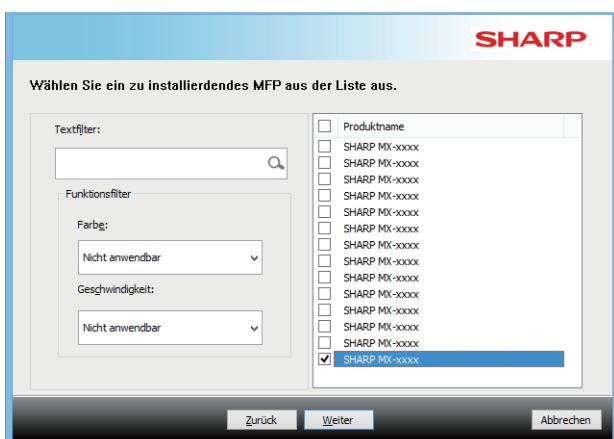 SHARP
Wählen Sie ein zu installierdendes MFP aus der Liste aus.
Textfilter:
Funktionsfilter
Farbe:
Nicht anwendbar
Geschwindigkeit:
Nicht anwendbar
Produktname
SHARP MX-xxxx
SHARP MX-xxxx
SHARP MX-xxxx
SHARP MX-xxxx
SHARP MX-xxxx
SHARP MX-xxxx
SHARP MX-xxxx
SHARP MX-xxxx
SHARP MX-xxxx
SHARP MX-xxxx
SHARP MX-xxxx
SHARP MX-xxxx
SHARP MX-xxxx
SHARP MX-xxxx
Zurück
Weiter
Abbrechen